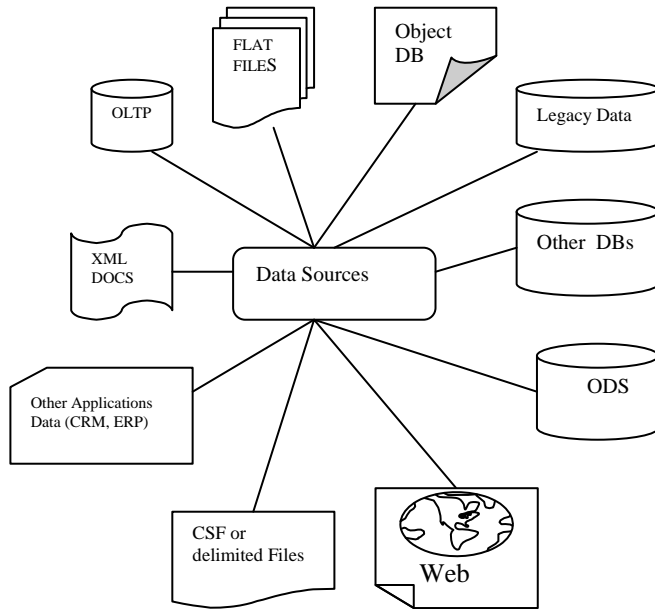 FLAT
FILES
Object
DB
OLTP
Legacy Data
XML
DOCS
Data Sources
Other DBs
Other Applications
Data (CRM, ERP)
ODS
CSF or
delimited Files
Web